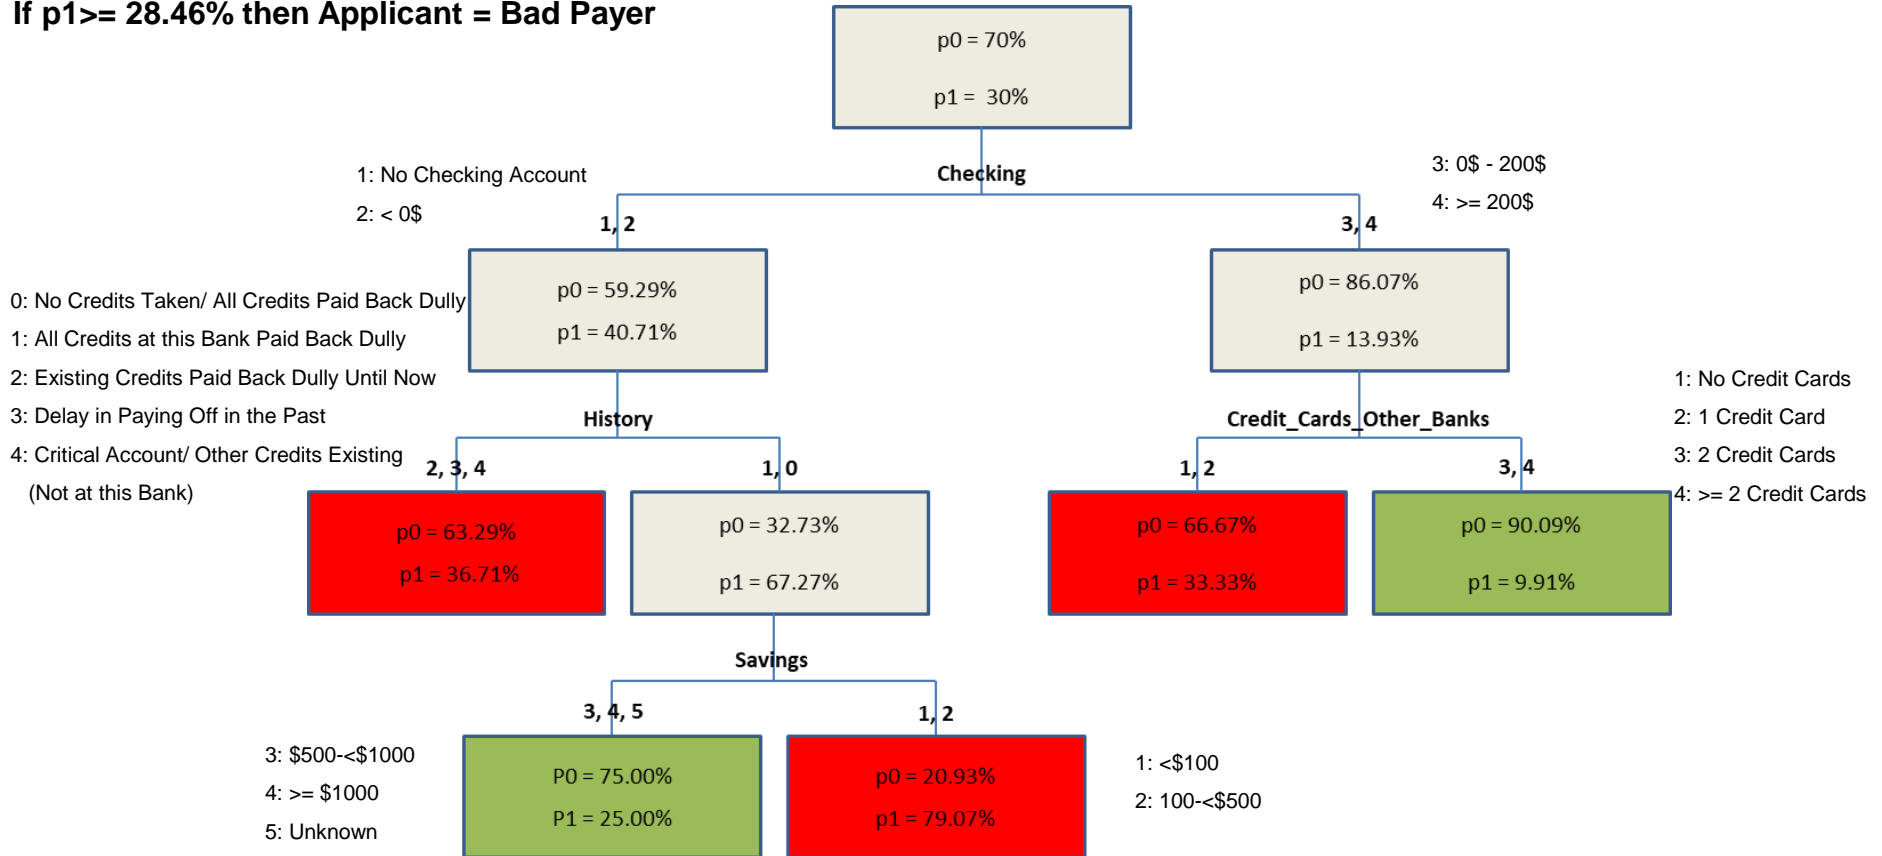 If p1>= 28.46% then Applicant = Bad Payer
p0 = 70%
p1 = 30%
Checking
1: No Checking Account
2: < 0$
3: 0$ - 200$
4: >= 200$
1, 2
3, 4
p0 = 59.29%
p1 = 40.71%
p0 = 86.07%
p1 = 13.93%
0: No Credits Taken/ All Credits Paid Back Dully
1: All Credits at this Bank Paid Back Dully
2: Existing Credits Paid Back Dully Until Now
3: Delay in Paying Off in the Past
4: Critical Account/ Other Credits Existing
(Not at this Bank)
History
Credit_Cards_Other_Banks
1: No Credit Cards
2: 1 Credit Card
3: 2 Credit Cards
4: >= 2 Credit Cards
2, 3, 4
1, 0
1, 2
3, 4
p0 = 63.29%
p1 = 36.71%
p0 = 32.73%
p1 = 67.27%
p0 = 66.67%
p1 = 33.33%
p0 = 90.09%
p1 = 9.91%
Savings
3, 4, 5
1, 2
3: $500-<$1000
4: >= $1000
5: Unknown
P0 = 75.00%
P1 = 25.00%
p0 = 20.93%
p1 = 79.07%
1: <$100
2: 100-<$500